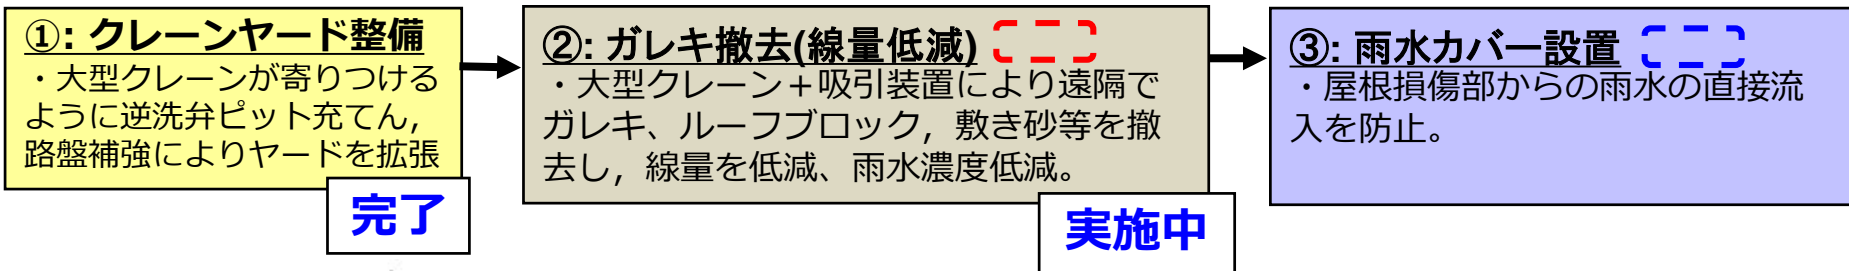 ①: クレーンヤード整備
・大型クレーンが寄りつける
ように逆洗弁ピット充てん,
路盤補強によりヤードを拡張
完了
②: ガレキ撤去(線量低減)
・大型クレーン＋吸引装置により遠隔で
ガレキ、ルーフブロック, 敷き砂等を撤
去し, 線量を低減、雨水濃度低減。
実施中
③: 雨水カバー設置
・屋根損傷部からの雨水の直接流
入を防止。